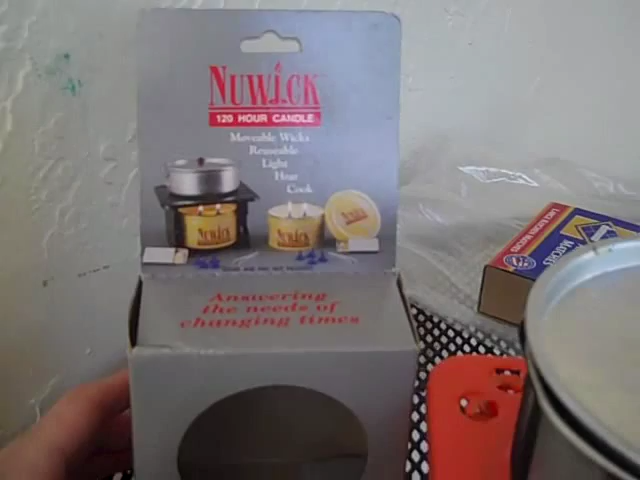 NUWICK
120 HOUR CANDLE
Moveable Wicks
Reuseable
Light
Heat
Cook
NUWICK
NUWICK
NUWICK
Answering
the needs of
changing times
MATCHES